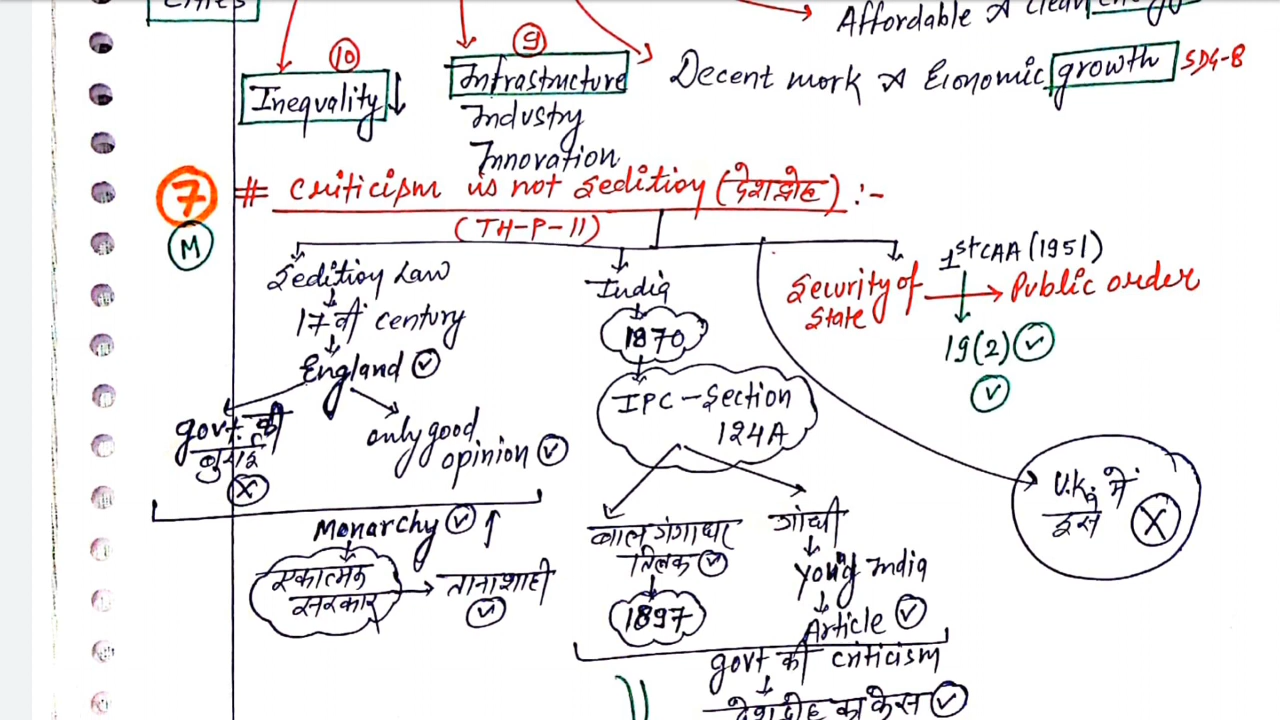 Cities
Affordable & clean energy
⑩
⑨
Inequality ↓
Infrastructure
Industry
Innovation
Decent work & Economic growth SDG-8
⑦ # Criticism is not Sedition (देशद्रोह) :-
(TH-P-11)
M
Sedition Law
17वीं century
England
govt. की
बुराई
X
only good
opinion
Monarchy ↑
एकात्मक
सरकार
तानाशाही
India
1870
IPC - Section
124A
बाल गंगाधर
तिलक
1897
गांधी
Young India
Article
govt की criticism
देशद्रोह का केस
Security of
State
1st CAA (1951)
Public order
19(2)
U.K. में
इसे
X